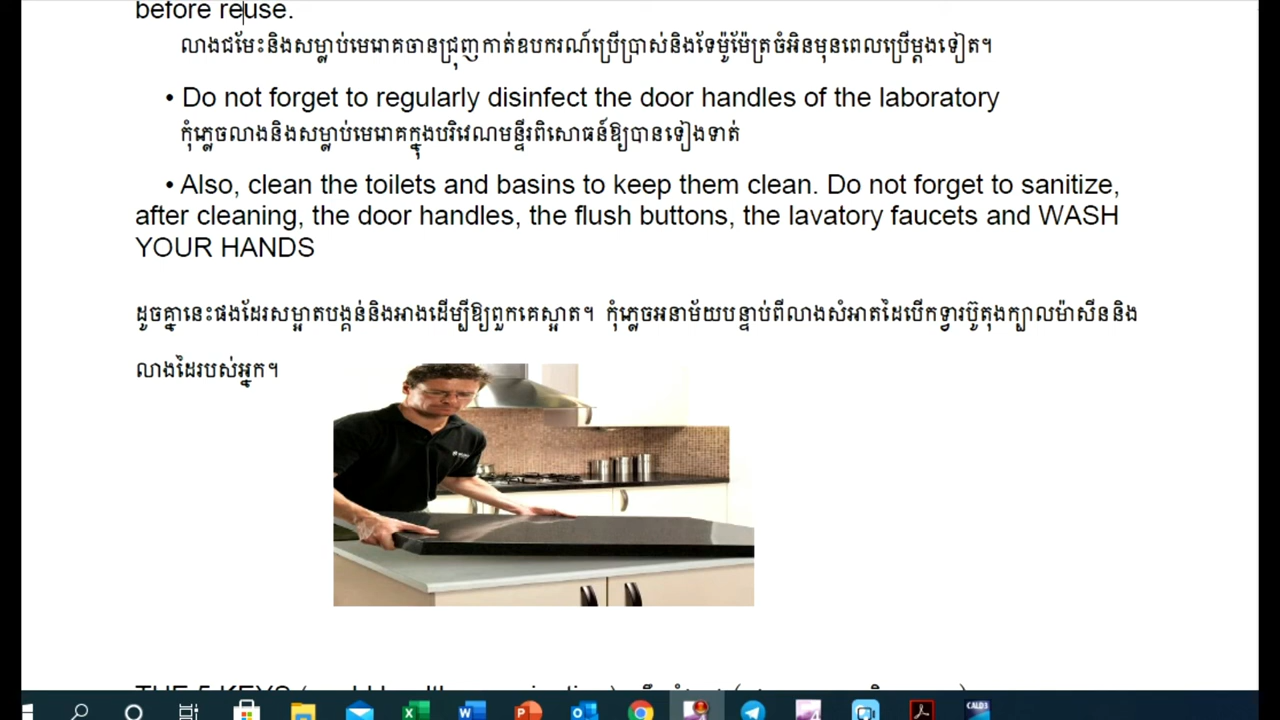 before reuse.
លាងជម្រែះនិងសម្លាប់មេរោគចានជ្រុញកាត់ឧបករណ៍ប្រើប្រាស់និងទែម៉ូម៉ែត្រចំអិនមុនពេលប្រើម្តងទៀត។
• Do not forget to regularly disinfect the door handles of the laboratory
កុំភ្លេចលាងនិងសម្លាប់មេរោគក្នុងបរិវេណមន្ទីរពិសោធន៍ឱ្យបានទៀងទាត់
• Also, clean the toilets and basins to keep them clean. Do not forget to sanitize,
after cleaning, the door handles, the flush buttons, the lavatory faucets and WASH
YOUR HANDS
ដូចគ្នានេះផងដែរសម្អាតបង្គន់និងអាងដើម្បីឱ្យពួកគេស្អាត។ កុំភ្លេចអនាម័យបន្ទាប់ពីលាងសំអាតដៃបើកទ្វារប៊ូតុងក្បាលម៉ាស៊ីននិង
លាងដៃរបស់អ្នក។
THE 5 KEYS
CALD3